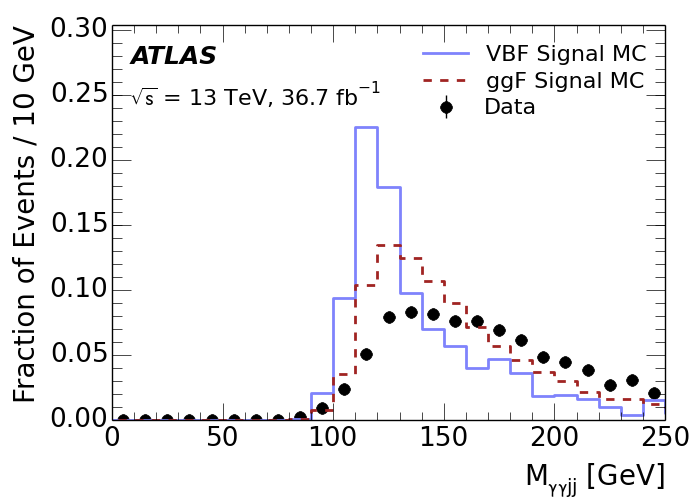 ATLAS
√s = 13 TeV, 36.7 fb⁻¹
VBF Signal MC
ggF Signal MC
Data
Fraction of Events / 10 GeV
0.30
0.25
0.20
0.15
0.10
0.05
0.00
0 50 100 150 200 250
M_γγjj [GeV]